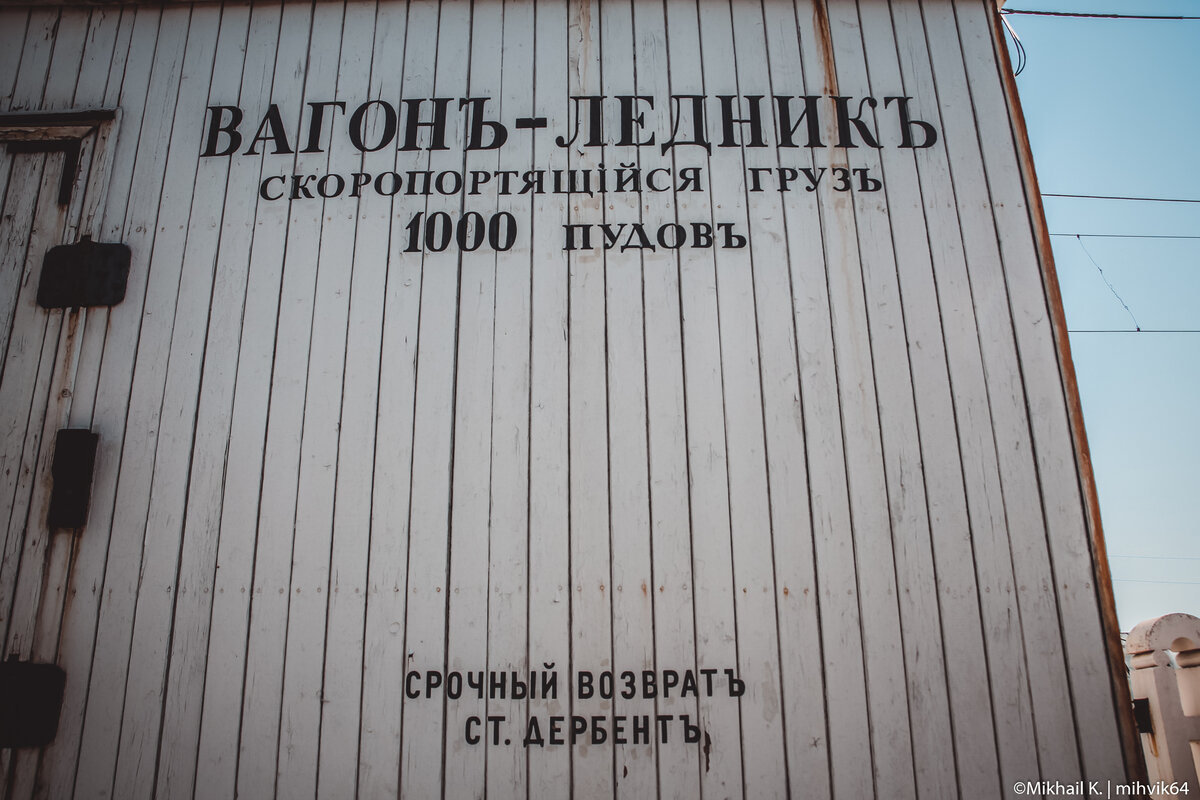 ВАГОНЪ-ЛЕДНИКЪ
СКОРОПОРТЯЩІЙСЯ ГРУЗЪ
1000 ПУДОВЪ
СРОЧНЫЙ ВОЗВРАТЪ
СТ. ДЕРБЕНТЪ
©Mikhail K. | mihvik64